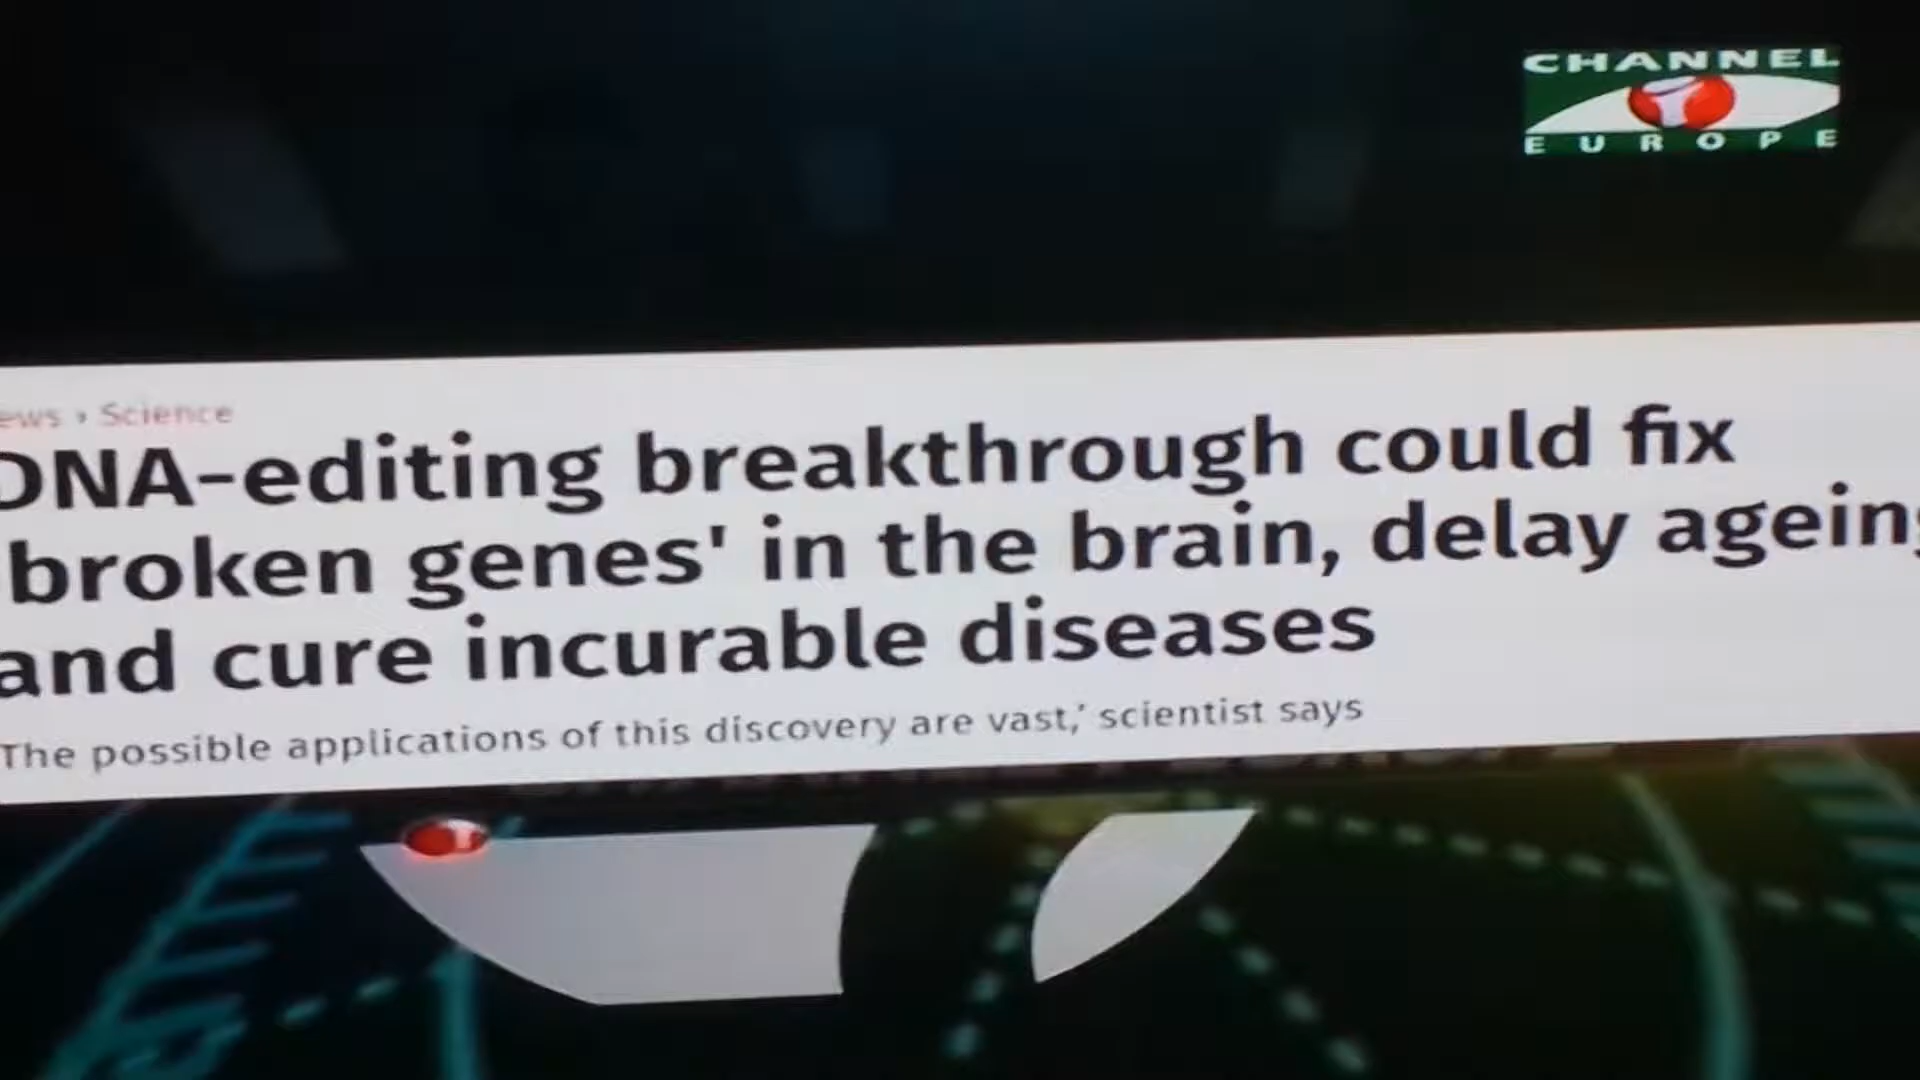 CHANNEL
EUROPE
ews › Science
DNA-editing breakthrough could fix
broken genes' in the brain, delay ageing
and cure incurable diseases
The possible applications of this discovery are vast,' scientist says